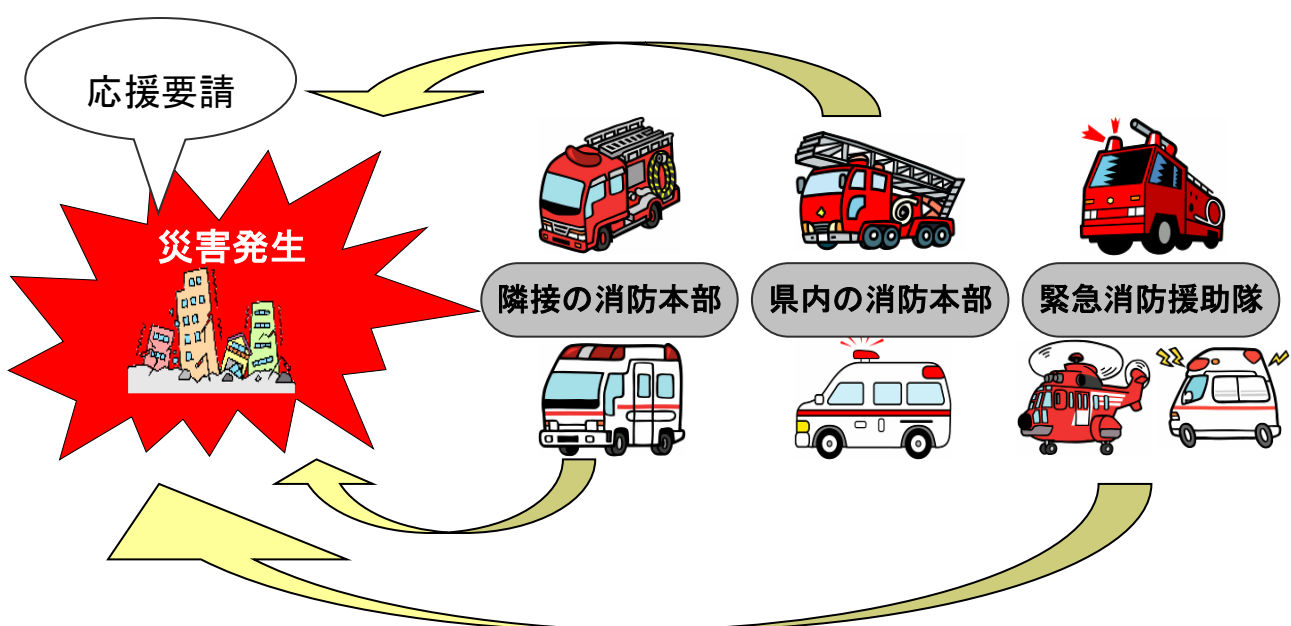 応援要請
災害発生
隣接の消防本部
県内の消防本部
緊急消防援助隊